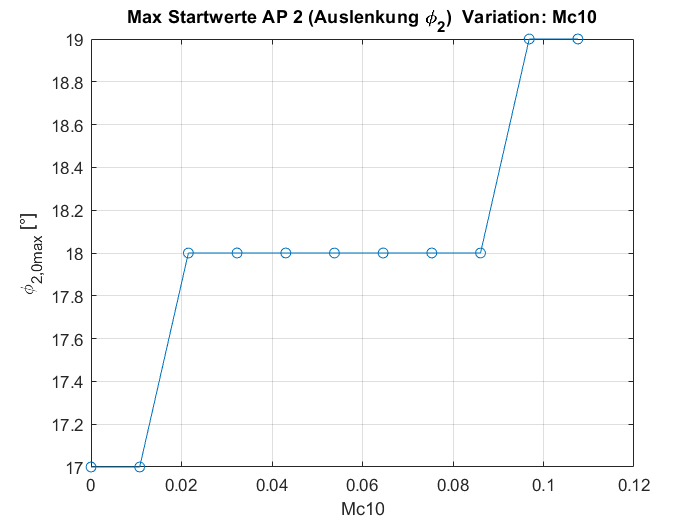 Max Startwerte AP 2 (Auslenkung ϕ2) Variation: Mc10
19
18.8
18.6
18.4
18.2
18
17.8
17.6
17.4
17.2
17
ϕ2,0max [°]
0 0.02 0.04 0.06 0.08 0.1 0.12
Mc10